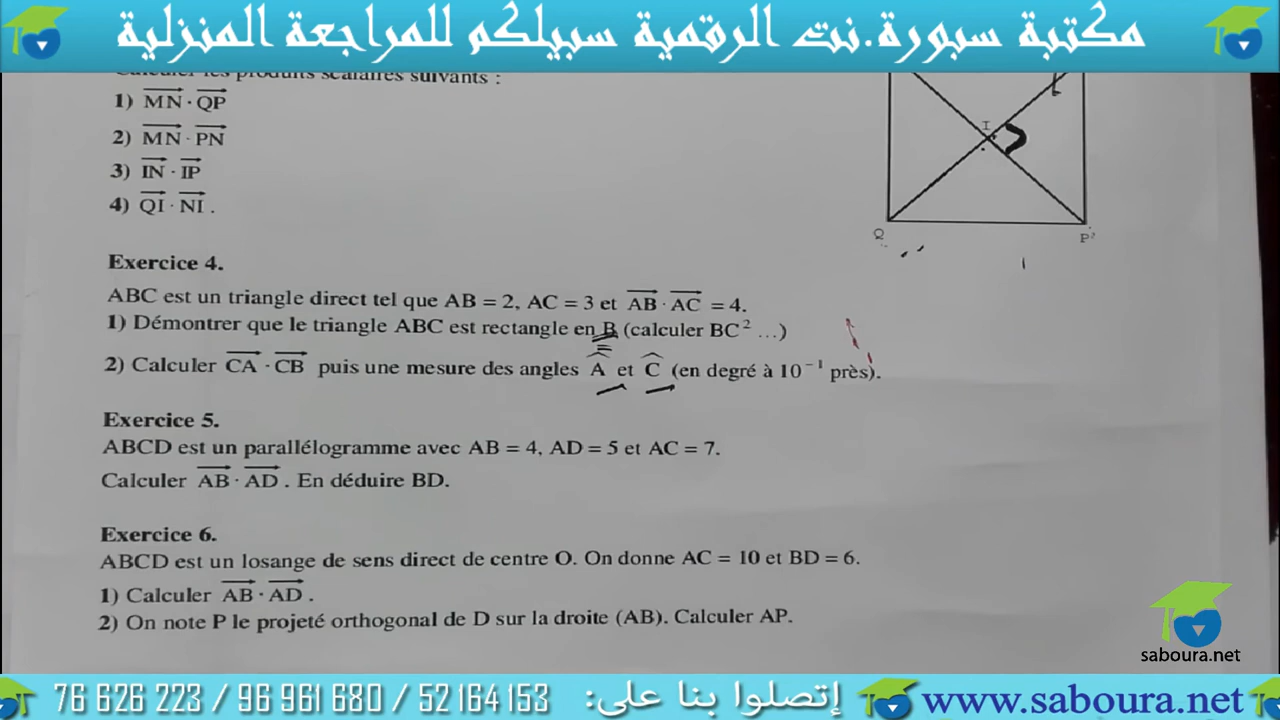 مكتبة سبورة.نت الرقمية سبيلكم للمراجعة المنزلية
Calculer les produits scalaires suivants :
1) MN · QP
2) MN · PN
3) IN · IP
4) QI · NI .
I
Q
P
Exercice 4.
ABC est un triangle direct tel que AB = 2, AC = 3 et AB · AC = 4.
1) Démontrer que le triangle ABC est rectangle en B (calculer BC² …)
2) Calculer CA · CB puis une mesure des angles Â et Ĉ (en degré à 10⁻¹ près).
Exercice 5.
ABCD est un parallélogramme avec AB = 4, AD = 5 et AC = 7.
Calculer AB · AD . En déduire BD.
Exercice 6.
ABCD est un losange de sens direct de centre O. On donne AC = 10 et BD = 6.
1) Calculer AB · AD .
2) On note P le projeté orthogonal de D sur la droite (AB). Calculer AP.
saboura.net
76 626 223 / 96 961 680 / 52 164 153 إتصلوا بنا على: www.saboura.net